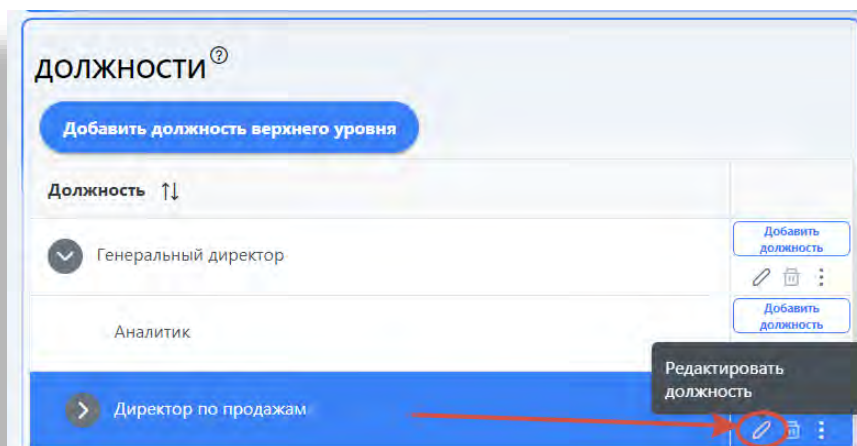 ДОЛЖНОСТИ
Добавить должность верхнего уровня
Должность
Генеральный директор
Добавить
должность
Аналитик
Добавить
должность
Редактировать
должность
Директор по продажам